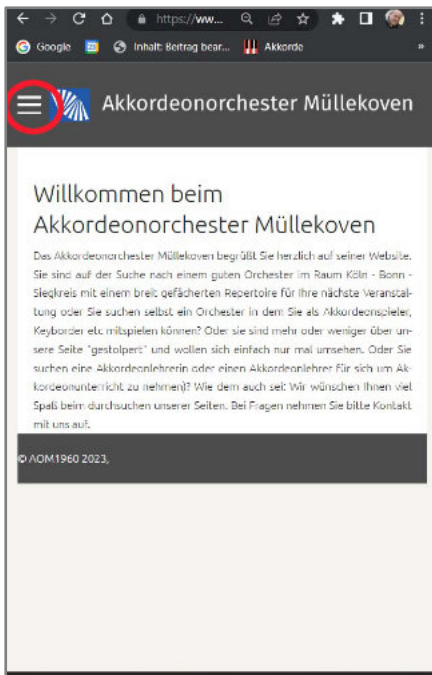 https://ww...
Google
Inhalt: Beitrag bear...
Akkorde
»
Akkordeonorchester Müllekoven
Willkommen beim
Akkordeonorchester Müllekoven
Das Akkordeonorchester Müllekoven begrüßt Sie herzlich auf seiner Website.
Sie sind auf der Suche nach einem guten Orchester im Raum Köln - Bonn -
Siegkreis mit einem breit gefächerten Repertoire für Ihre nächste Veranstal-
tung oder Sie suchen selbst ein Orchester in dem Sie als Akkordeonspieler,
Keyborder etc mitspielen können? Oder sie sind mehr oder weniger über un-
sere Seite "gestolpert" und wollen sich einfach nur mal umsehen. Oder Sie
suchen eine Akkordeonlehrerin oder einen Akkordeonlehrer für sich um Ak-
kordeonunterricht zu nehmen)? Wie dem auch sei: Wir wünschen Ihnen viel
Spaß beim durchsuchen unserer Seiten. Bei Fragen nehmen Sie bitte Kontakt
mit uns auf.
© AOM1960 2023,